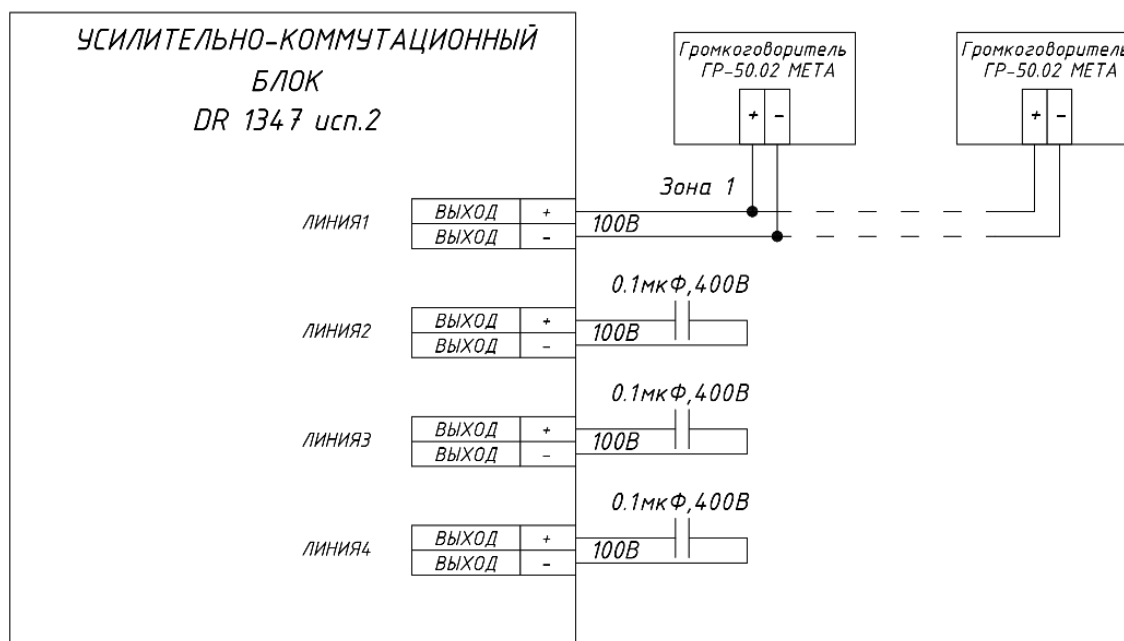 УСИЛИТЕЛЬНО-КОММУТАЦИОННЫЙ
БЛОК
DR 1347 исп.2
Громкоговоритель
ГР-50.02 МЕТА
+ -
Громкоговоритель
ГР-50.02 МЕТА
+ -
Зона 1
ЛИНИЯ1
ВЫХОД +
ВЫХОД -
100В
0.1мкФ,400В
ЛИНИЯ2
ВЫХОД +
ВЫХОД -
100В
0.1мкФ,400В
ЛИНИЯ3
ВЫХОД +
ВЫХОД -
100В
0.1мкФ,400В
ЛИНИЯ4
ВЫХОД +
ВЫХОД -
100В